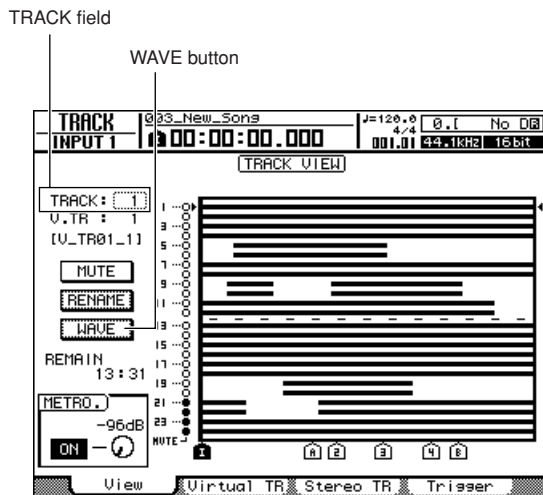 TRACK field
WAVE button
TRACK
INPUT 1
003_New_Song
00:00:00.000
♩=120.0
4/4
001.01
0.[ No DB
44.1kHz 16bit
TRACK VIEW
TRACK: 1
V.TR : 1
[V_TR01_1]
MUTE
RENAME
WAVE
REMAIN
13:31
METRO.
-96dB
ON
1
3
5
7
9
11
13
15
17
19
21
23
MUTE
I A 2 3 4 B
View Virtual TR Stereo TR Trigger